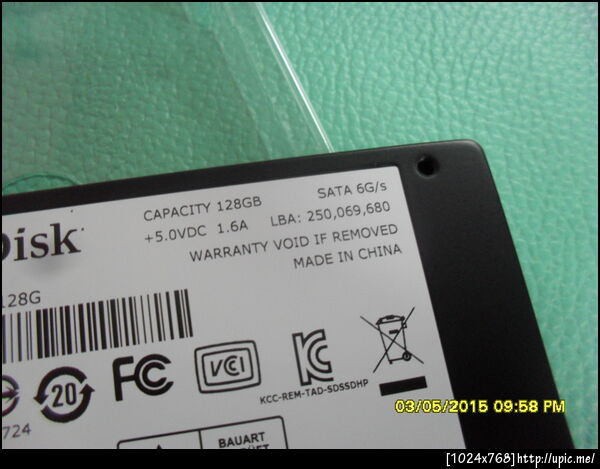 CAPACITY 128GB
SATA 6G/s
+5.0VDC 1.6A
LBA: 250,069,680
WARRANTY VOID IF REMOVED
MADE IN CHINA
Disk
128G
20
FC
VCI
KC
KCC-REM-TAD-SDSSDHP
724
BAUART
03/05/2015 09:58 PM
[1024x768]http://upic.me/